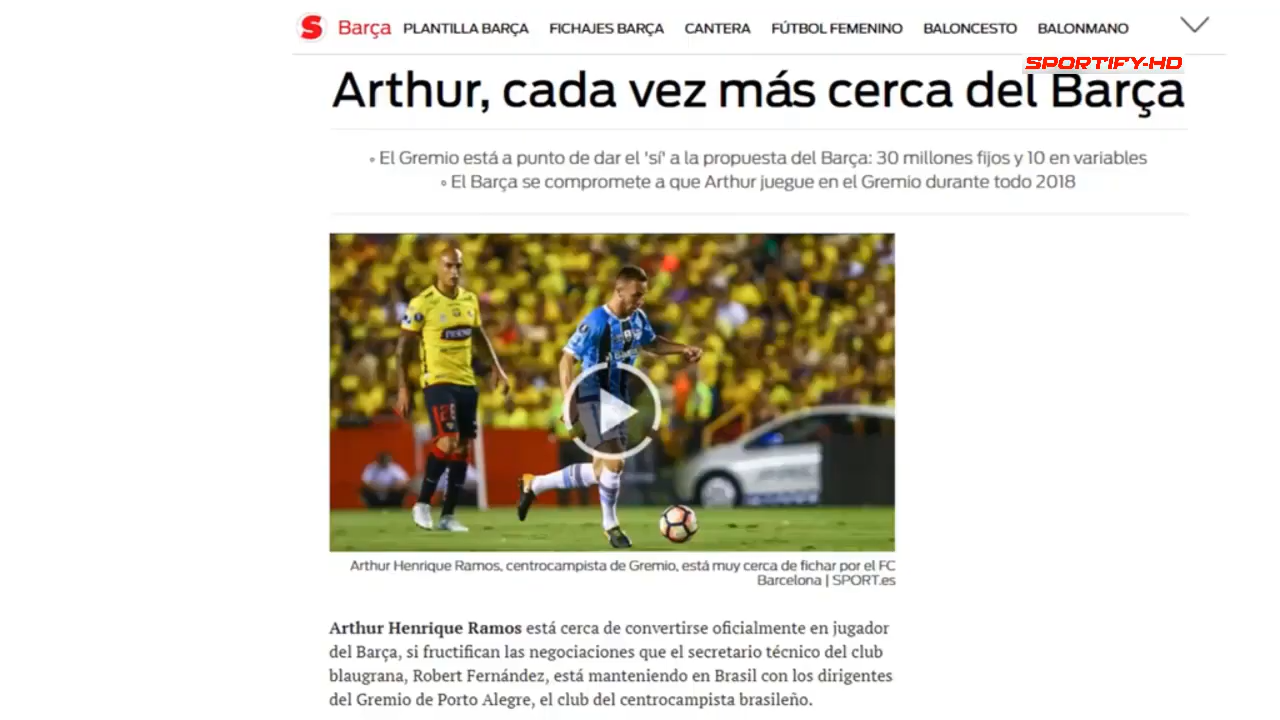 S Barça PLANTILLA BARÇA FICHAJES BARÇA CANTERA FÚTBOL FEMENINO BALONCESTO BALONMANO
SPORTIFY-HD
Arthur, cada vez más cerca del Barça
◦ El Gremio está a punto de dar el 'sí' a la propuesta del Barça: 30 millones fijos y 10 en variables
◦ El Barça se compromete a que Arthur juegue en el Gremio durante todo 2018
Arthur Henrique Ramos, centrocampista de Gremio, está muy cerca de fichar por el FC
Barcelona | SPORT.es
Arthur Henrique Ramos está cerca de convertirse oficialmente en jugador
del Barça, si fructifican las negociaciones que el secretario técnico del club
blaugrana, Robert Fernández, está manteniendo en Brasil con los dirigentes
del Gremio de Porto Alegre, el club del centrocampista brasileño.